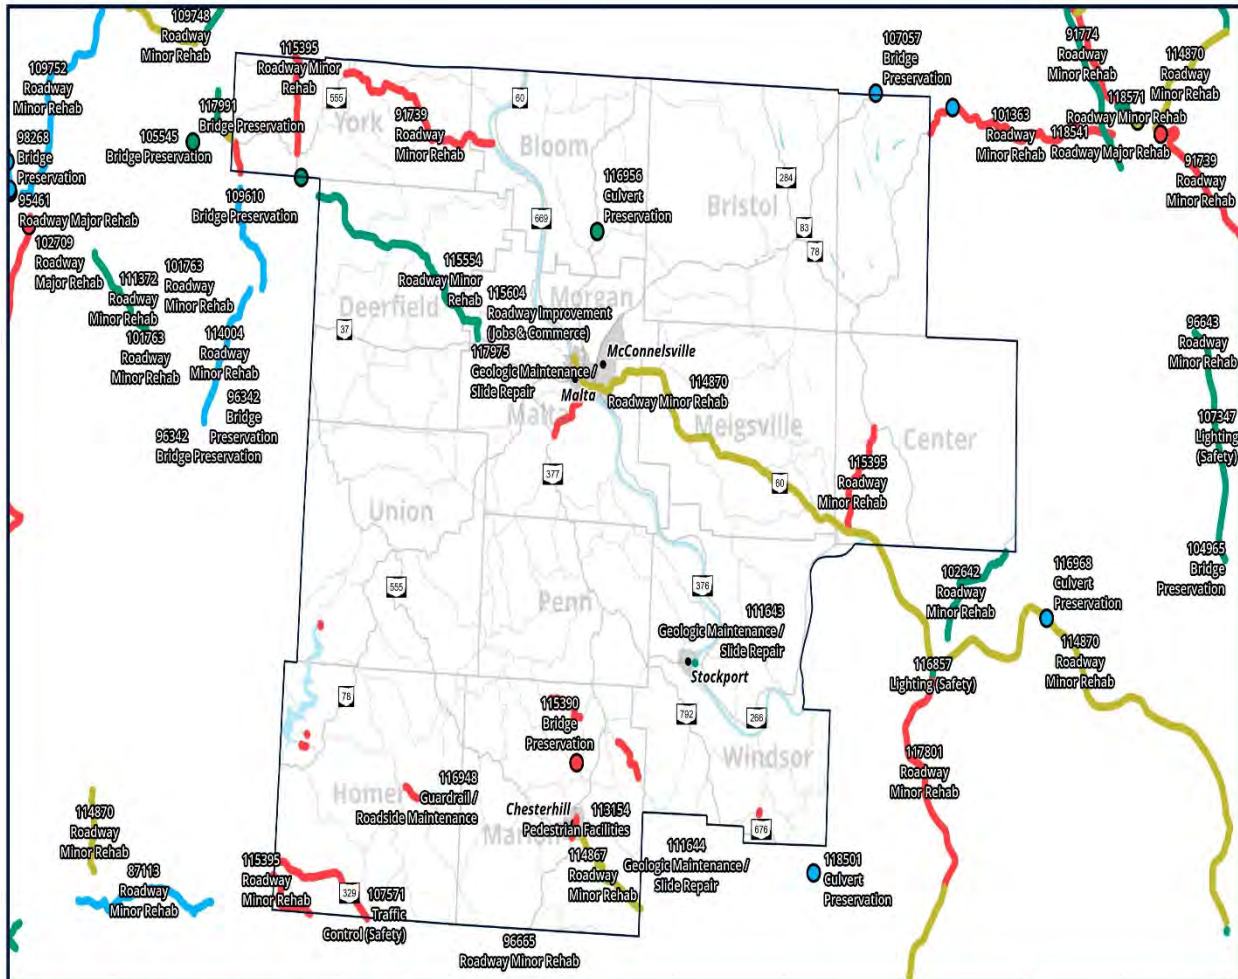 109748
Roadway
Minor Rehab
109752
Roadway
Minor Rehab
98268
Bridge
Preservation
95461
Roadway Major Rehab
102709
Roadway
Major Rehab
117991
Bridge Preservation
105545
Bridge Preservation
115395
Roadway Minor
Rehab
555
York
91739
Roadway
Minor Rehab
60
Bloom
109610
Bridge Preservation
116956
Culvert
Preservation
669
284
Bristol
83
78
107057
Bridge
Preservation
101363
Roadway
Minor Rehab
91774
Roadway
Minor Rehab
114870
Roadway
Minor Rehab
118571
Roadway Minor Rehab
118541
Roadway Major Rehab
91739
Roadway
Minor Rehab
111372
Roadway
Minor Rehab
101763
Roadway
Minor Rehab
101763
Roadway
Minor Rehab
114004
Roadway
Minor Rehab
96342
Bridge
Preservation
96342
Bridge Preservation
115554
Roadway Minor
Rehab
Deerfield
37
115604
Roadway Improvement
(Jobs & Commerce)
Morgan
117975
Geologic Maintenance /
Slide Repair
McConnelsville
Malta
Malta
114870
Roadway Minor Rehab
Meigsville
Center
377
60
115395
Roadway
Minor Rehab
96643
Roadway
Minor Rehab
107347
Lighting
(Safety)
104965
Bridge
Preservation
Union
555
Penn
376
111643
Geologic Maintenance /
Slide Repair
Stockport
102642
Roadway
Minor Rehab
116968
Culvert
Preservation
114870
Roadway
Minor Rehab
116857
Lighting (Safety)
117801
Roadway
Minor Rehab
78
115390
Bridge
Preservation
792
266
Windsor
Homer
116948
Guardrail /
Roadside Maintenance
Chesterhill
Marion
113154
Pedestrian Facilities
114867
Roadway
Minor Rehab
676
111644
Geologic Maintenance /
Slide Repair
118501
Culvert
Preservation
114870
Roadway
Minor Rehab
87113
Roadway
Minor Rehab
115395
Roadway
Minor Rehab
329
107571
Traffic
Control (Safety)
96665
Roadway Minor Rehab